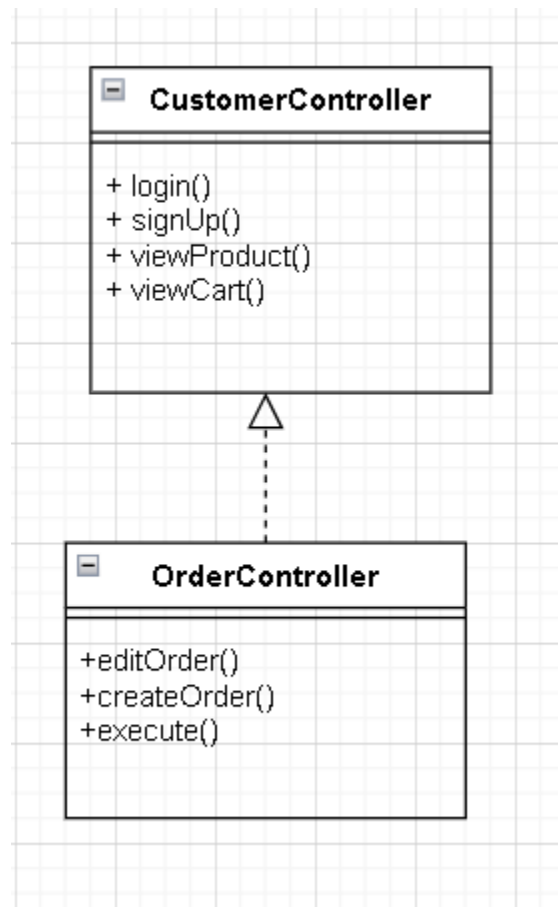 CustomerController
+ login()
+ signUp()
+ viewProduct()
+ viewCart()
OrderController
+editOrder()
+createOrder()
+execute()